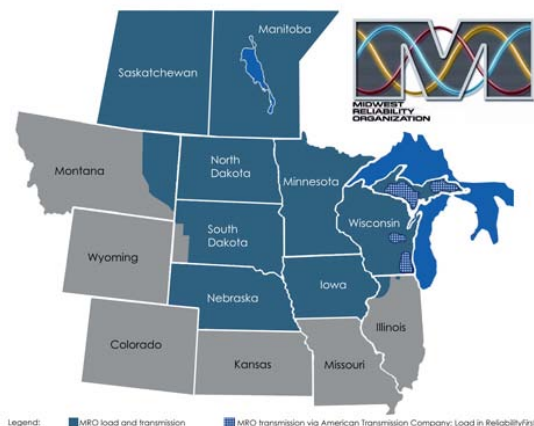 Manitoba
Saskatchewan
MIDWEST
RELIABILITY
ORGANIZATION
Montana
North
Dakota
Minnesota
South
Dakota
Wisconsin
Wyoming
Nebraska
Iowa
Illinois
Colorado
Kansas
Missouri
Legend: MRO load and transmission MRO transmission via American Transmission Company; Load in ReliabilityFirst